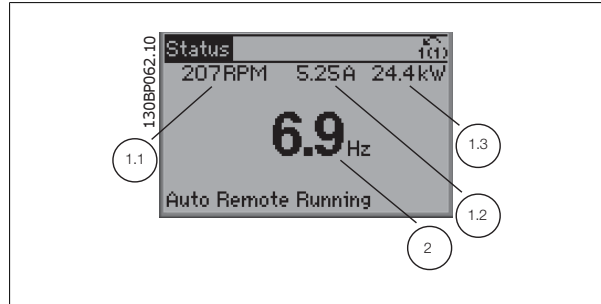 130BP062.10
Status
1(1)
207RPM 5.25A 24.4kW
6.9Hz
Auto Remote Running
1.1
1.3
1.2
2